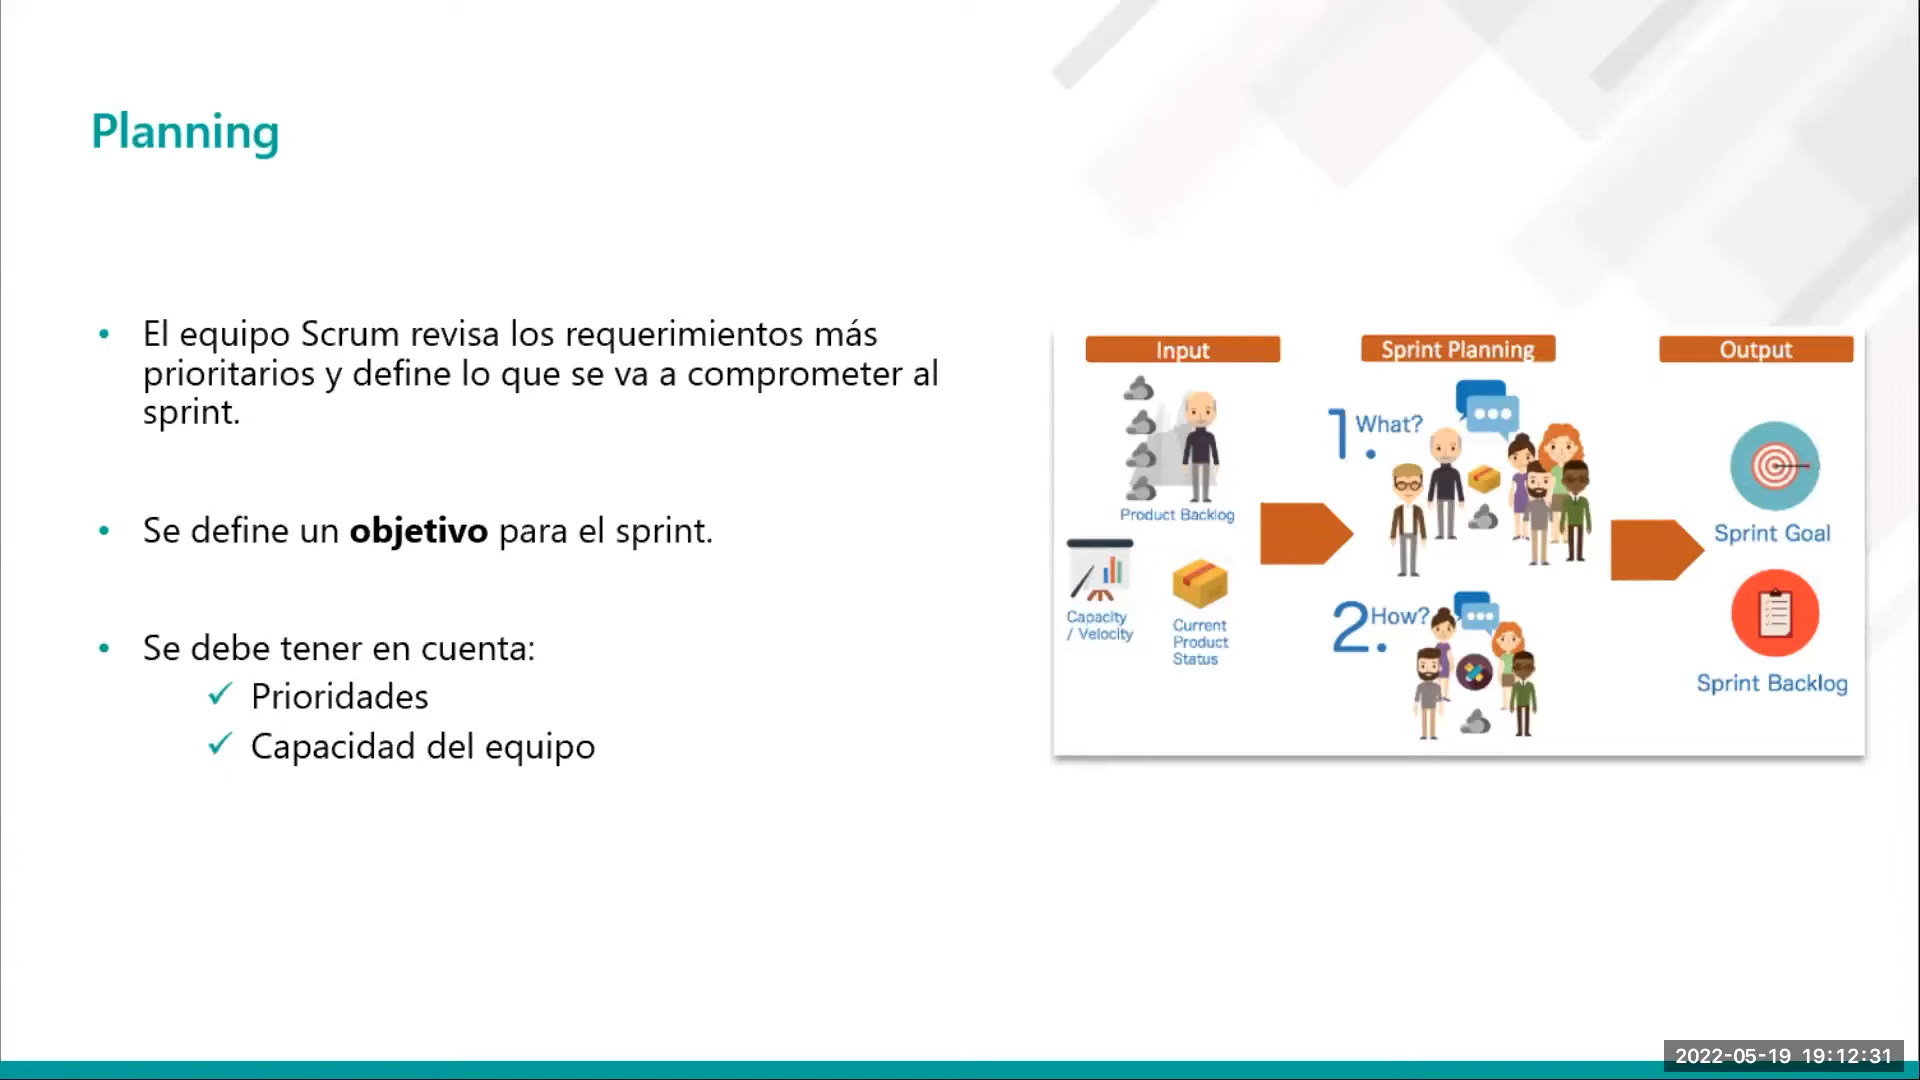 Planning
• El equipo Scrum revisa los requerimientos más
prioritarios y define lo que se va a comprometer al
sprint.
• Se define un objetivo para el sprint.
• Se debe tener en cuenta:
✓ Prioridades
✓ Capacidad del equipo
Input
Product Backlog
Capacity
/ Velocity
Current
Product
Status
Sprint Planning
1. What?
2. How?
Output
Sprint Goal
Sprint Backlog
2022-05-19 19:12:31